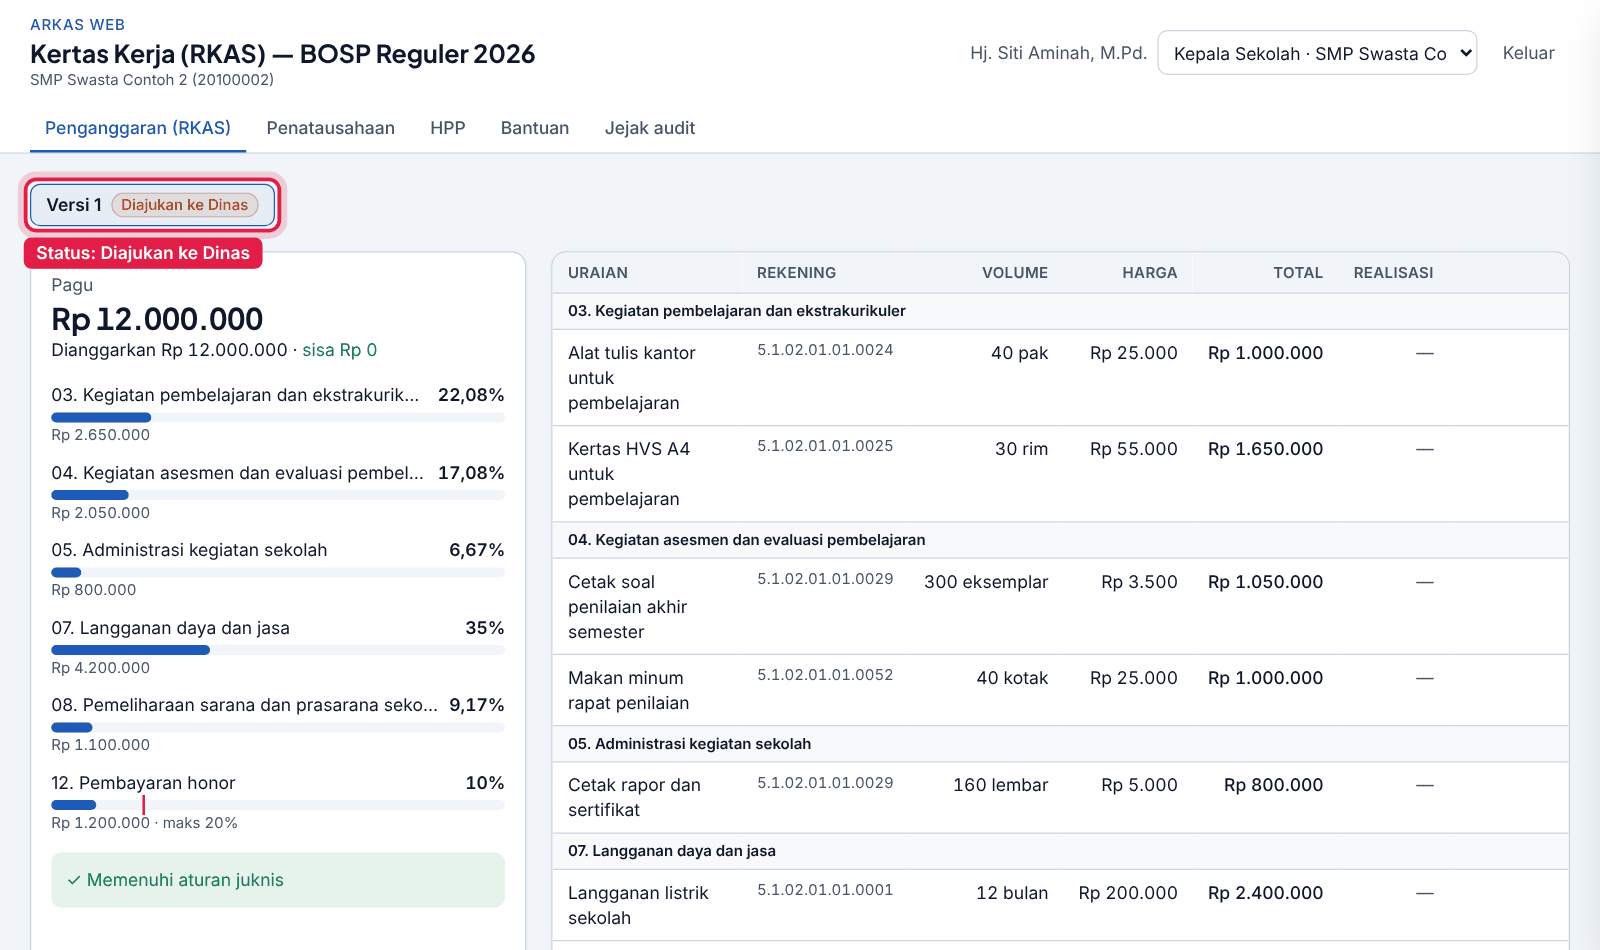 ARKAS WEB
Kertas Kerja (RKAS) — BOSP Reguler 2026
SMP Swasta Contoh 2 (20100002)
Hj. Siti Aminah, M.Pd.
Kepala Sekolah · SMP Swasta Co
Keluar
Penganggaran (RKAS) Penatausahaan HPP Bantuan Jejak audit
Versi 1 Diajukan ke Dinas
Status: Diajukan ke Dinas
Pagu
Rp 12.000.000
Dianggarkan Rp 12.000.000 · sisa Rp 0
03. Kegiatan pembelajaran dan ekstrakurik... 22,08%
Rp 2.650.000
04. Kegiatan asesmen dan evaluasi pembel... 17,08%
Rp 2.050.000
05. Administrasi kegiatan sekolah 6,67%
Rp 800.000
07. Langganan daya dan jasa 35%
Rp 4.200.000
08. Pemeliharaan sarana dan prasarana seko... 9,17%
Rp 1.100.000
12. Pembayaran honor 10%
Rp 1.200.000 · maks 20%
✓ Memenuhi aturan juknis
URAIAN REKENING VOLUME HARGA TOTAL REALISASI
03. Kegiatan pembelajaran dan ekstrakurikuler
Alat tulis kantor 5.1.02.01.01.0024 40 pak Rp 25.000 Rp 1.000.000 —
untuk
pembelajaran
Kertas HVS A4 5.1.02.01.01.0025 30 rim Rp 55.000 Rp 1.650.000 —
untuk
pembelajaran
04. Kegiatan asesmen dan evaluasi pembelajaran
Cetak soal 5.1.02.01.01.0029 300 eksemplar Rp 3.500 Rp 1.050.000 —
penilaian akhir
semester
Makan minum 5.1.02.01.01.0052 40 kotak Rp 25.000 Rp 1.000.000 —
rapat penilaian
05. Administrasi kegiatan sekolah
Cetak rapor dan 5.1.02.01.01.0029 160 lembar Rp 5.000 Rp 800.000 —
sertifikat
07. Langganan daya dan jasa
Langganan listrik 5.1.02.01.01.0001 12 bulan Rp 200.000 Rp 2.400.000 —
sekolah